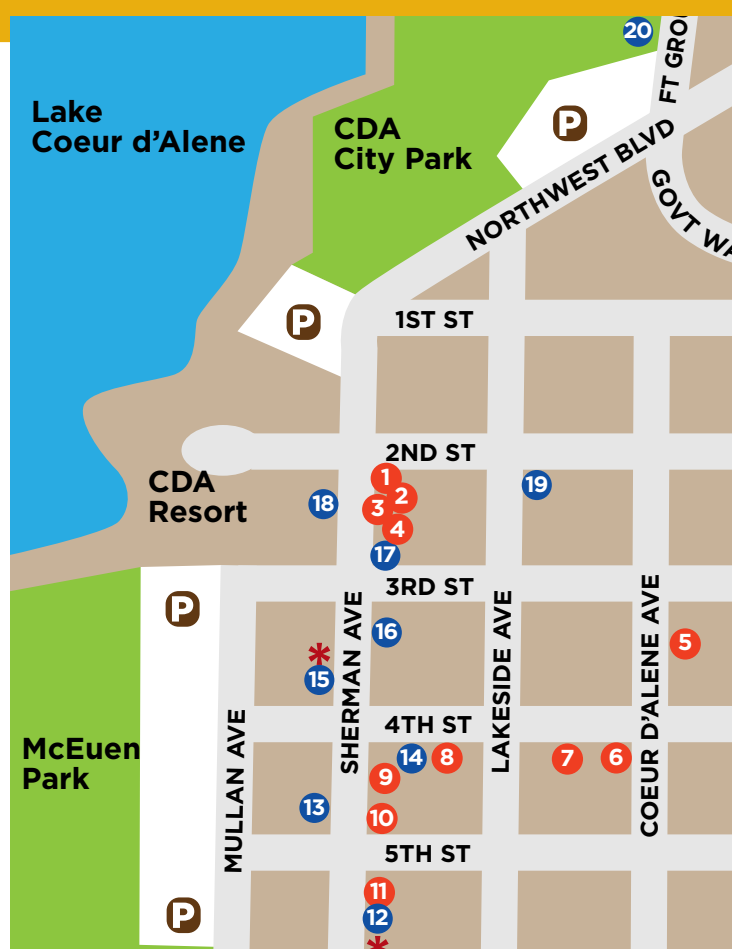 20
FT GROU
Lake
Coeur d'Alene
CDA
City Park
P
NORTHWEST BLVD
GOVT WA
P
1ST ST
2ND ST
CDA
Resort
18
1
2
3
4
17
19
3RD ST
P
16
5
*
15
SHERMAN AVE
LAKESIDE AVE
COEUR D'ALENE AVE
MULLAN AVE
4TH ST
McEuen
Park
14
8
7
6
9
13
10
5TH ST
11
P
12
*